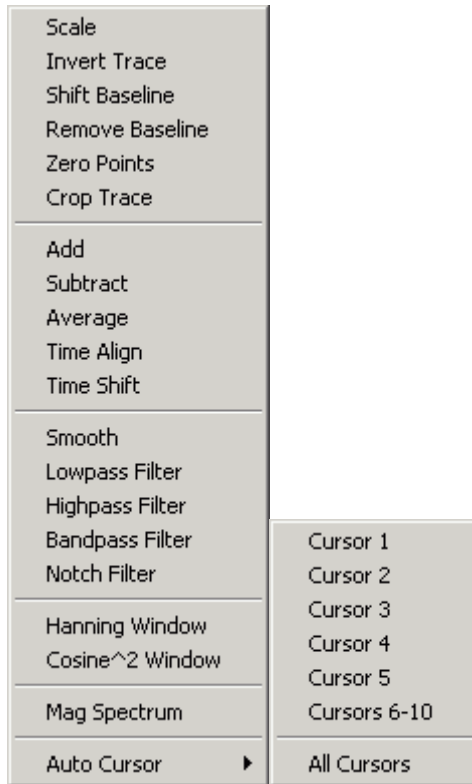 Scale
Invert Trace
Shift Baseline
Remove Baseline
Zero Points
Crop Trace
Add
Subtract
Average
Time Align
Time Shift
Smooth
Lowpass Filter
Highpass Filter
Bandpass Filter
Notch Filter
Hanning Window
Cosine^2 Window
Mag Spectrum
Auto Cursor
Cursor 1
Cursor 2
Cursor 3
Cursor 4
Cursor 5
Cursors 6-10
All Cursors